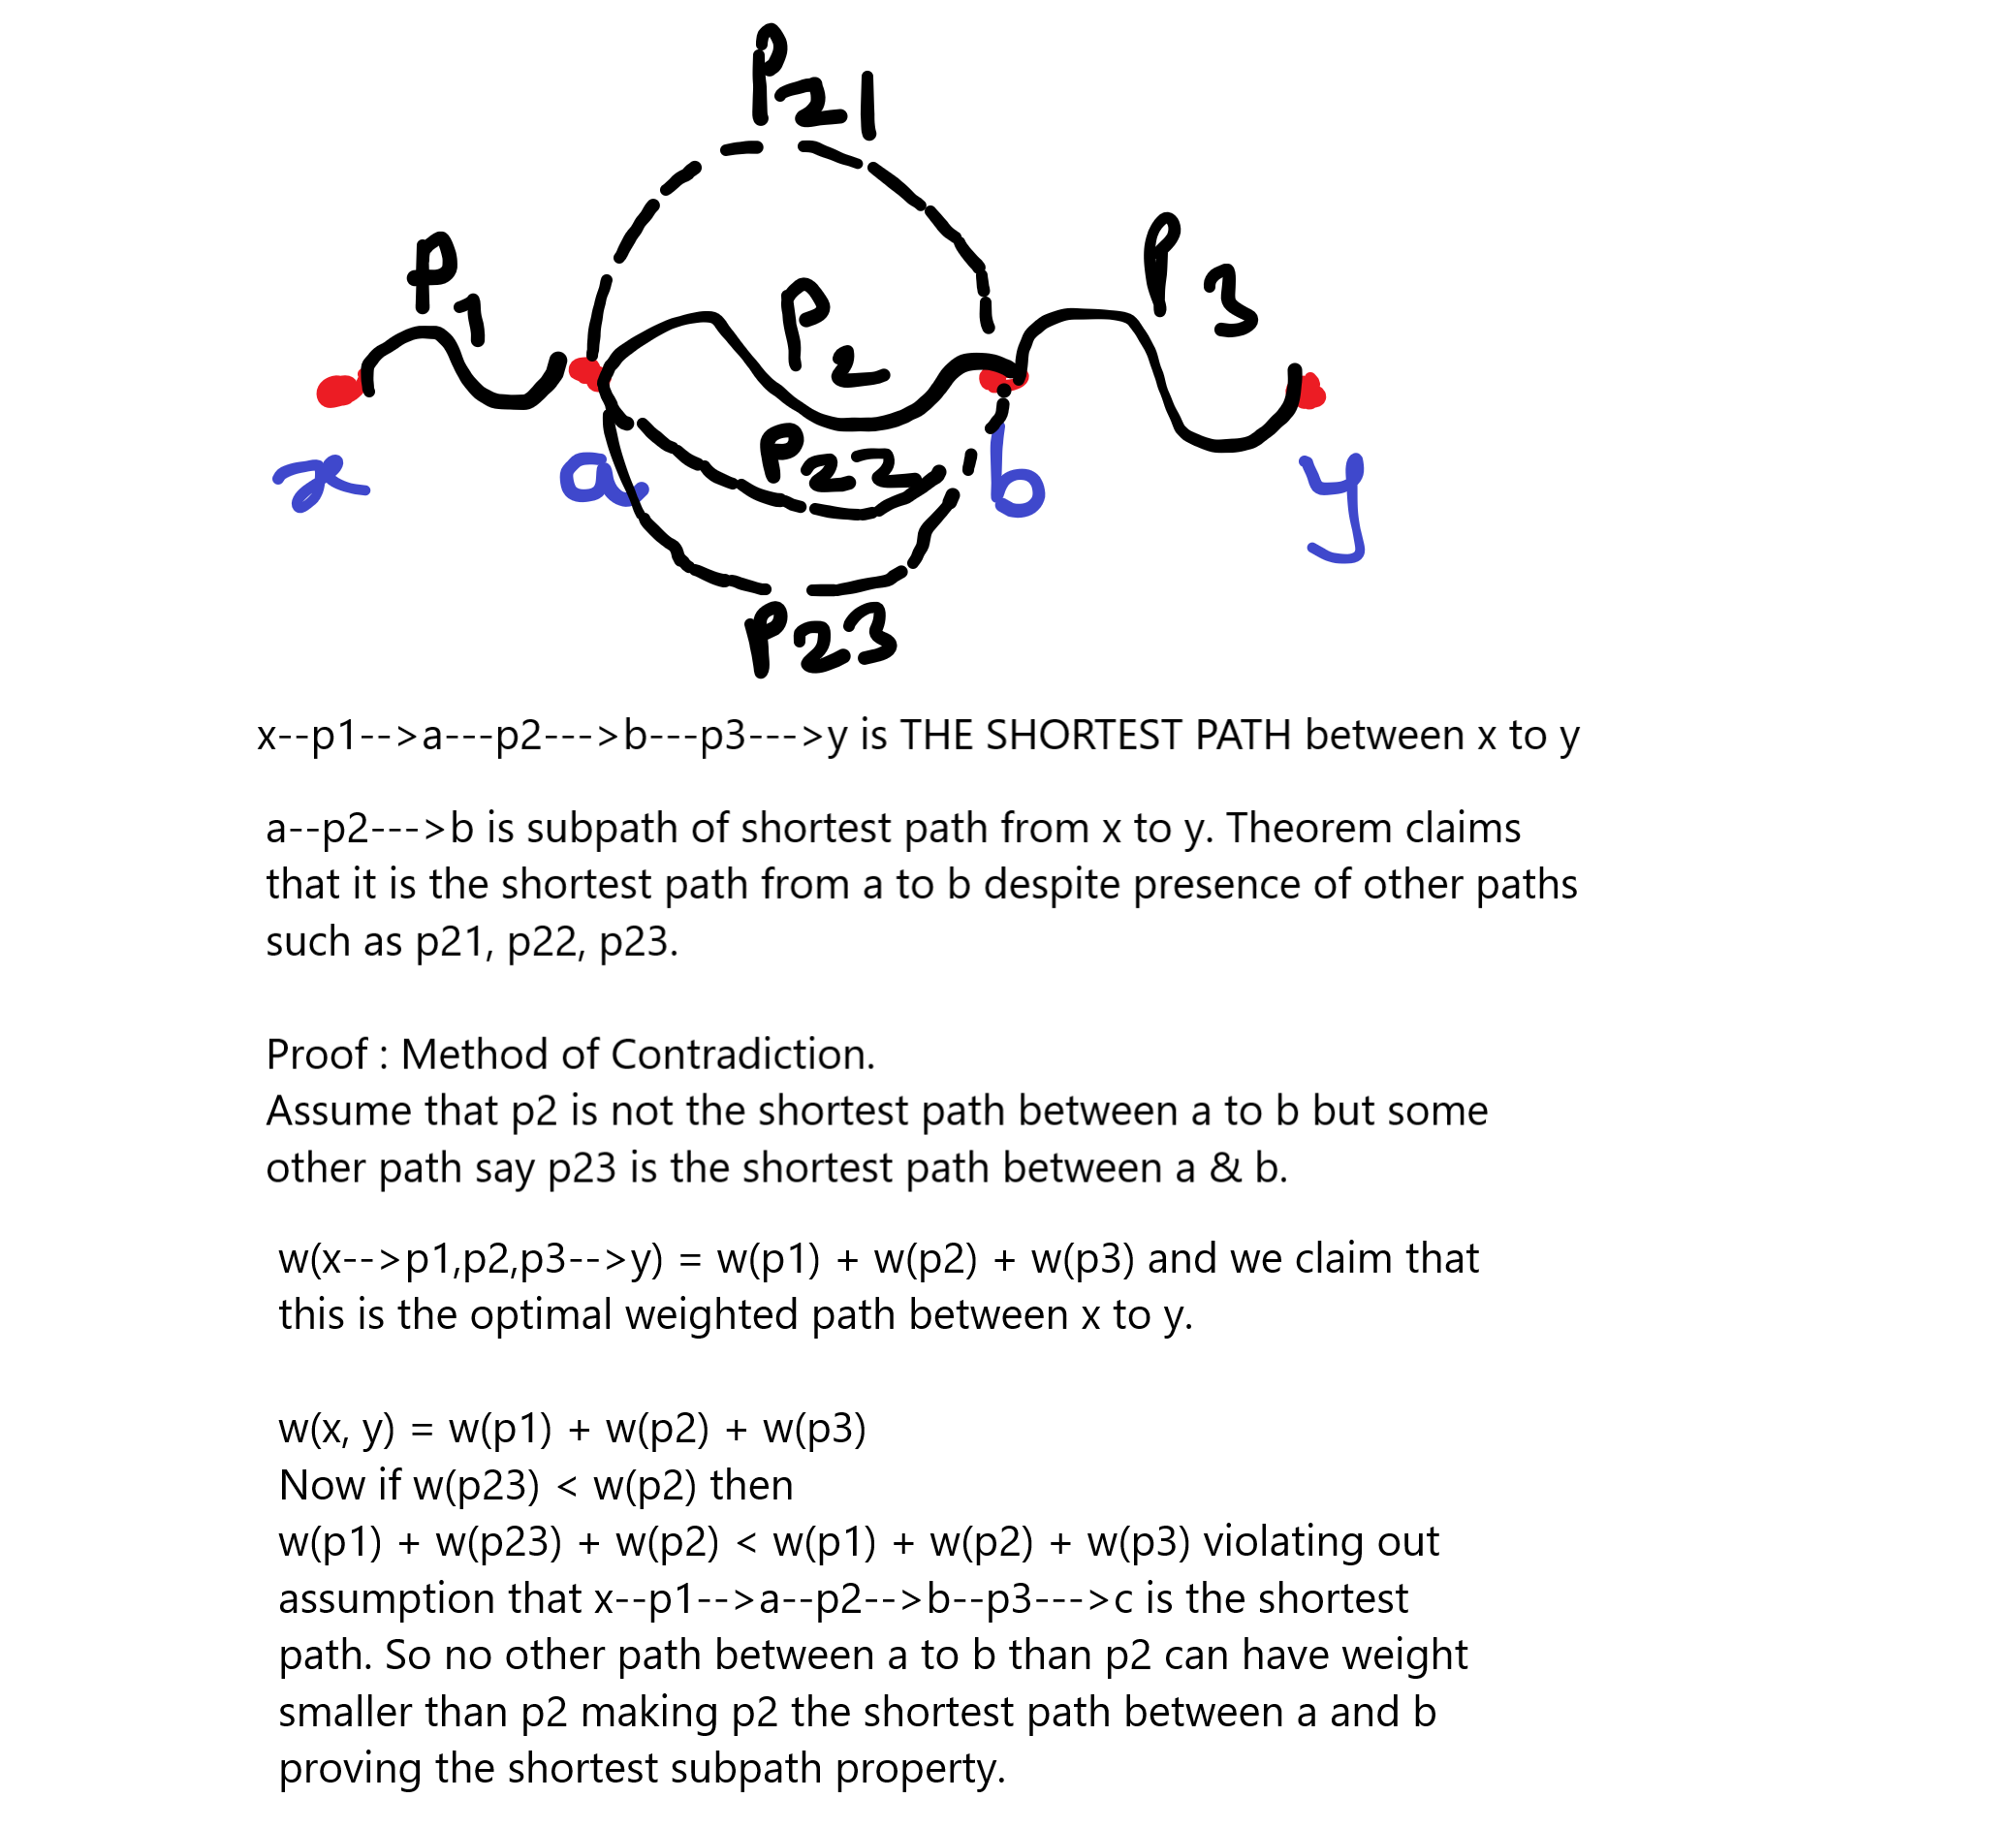 P21
P1
P3
P2
x
a
P22
b
y
P23
x--p1-->a---p2--->b---p3--->y is THE SHORTEST PATH between x to y
a--p2--->b is subpath of shortest path from x to y. Theorem claims
that it is the shortest path from a to b despite presence of other paths
such as p21, p22, p23.
Proof : Method of Contradiction.
Assume that p2 is not the shortest path between a to b but some
other path say p23 is the shortest path between a & b.
w(x-->p1,p2,p3-->y) = w(p1) + w(p2) + w(p3) and we claim that
this is the optimal weighted path between x to y.
w(x, y) = w(p1) + w(p2) + w(p3)
Now if w(p23) < w(p2) then
w(p1) + w(p23) + w(p2) < w(p1) + w(p2) + w(p3) violating out
assumption that x--p1-->a--p2-->b--p3--->c is the shortest
path. So no other path between a to b than p2 can have weight
smaller than p2 making p2 the shortest path between a and b
proving the shortest subpath property.